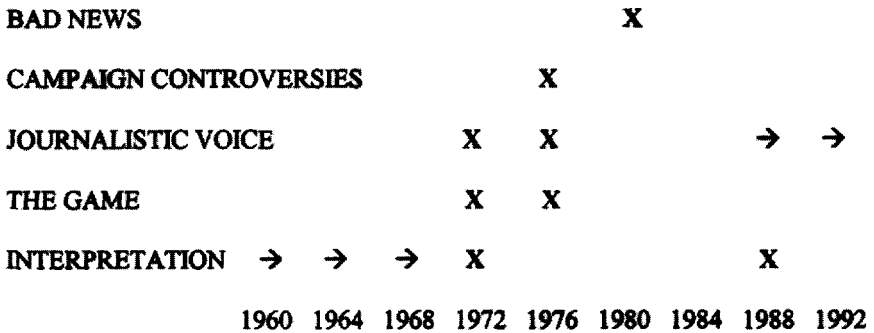 BAD NEWS X
CAMPAIGN CONTROVERSIES X
JOURNALISTIC VOICE X X → →
THE GAME X X
INTERPRETATION → → → X X
1960 1964 1968 1972 1976 1980 1984 1988 1992